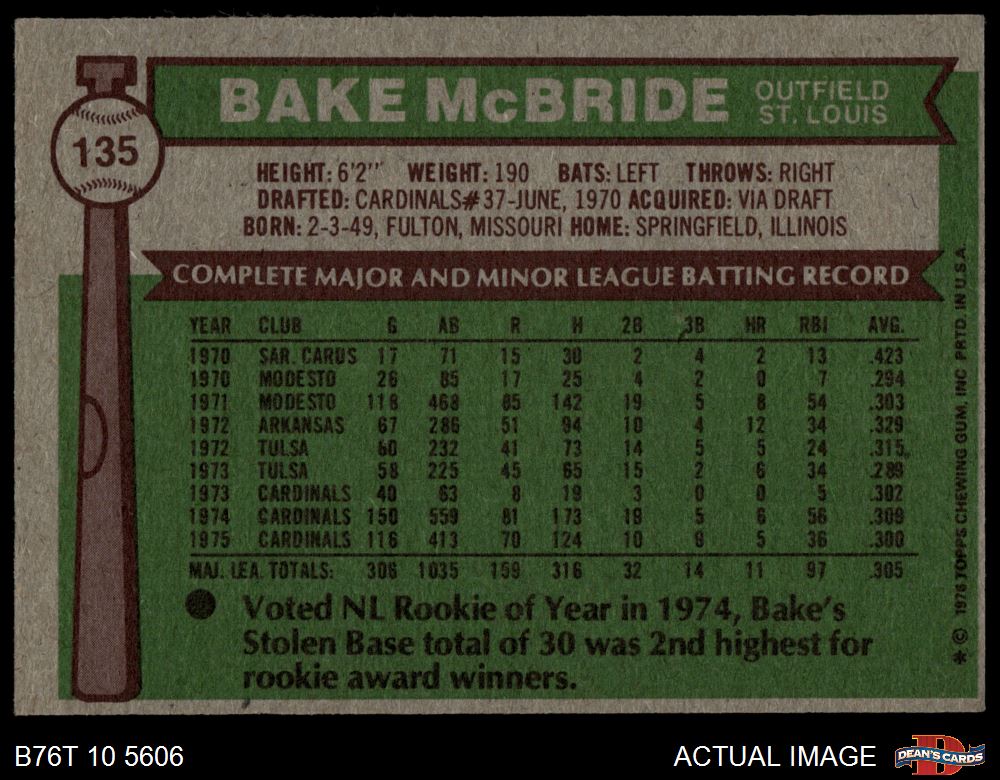 BAKE McBRIDE OUTFIELD
ST. LOUIS
135
HEIGHT: 6'2" WEIGHT: 190 BATS: LEFT THROWS: RIGHT
DRAFTED: CARDINALS#37-JUNE, 1970 ACQUIRED: VIA DRAFT
BORN: 2-3-49, FULTON, MISSOURI HOME: SPRINGFIELD, ILLINOIS
COMPLETE MAJOR AND MINOR LEAGUE BATTING RECORD
YEAR CLUB G AB R H 2B 3B HR RBI AVG.
1970 SAR. CARDS 17 71 15 30 2 4 2 13 .423
1970 MODESTO 26 85 17 25 4 2 0 7 .294
1971 MODESTO 118 468 85 142 19 5 8 54 .303
1972 ARKANSAS 67 286 51 94 10 4 12 34 .329
1972 TULSA 60 232 41 73 14 5 5 24 .315
1973 TULSA 58 225 45 65 15 2 6 34 .289
1973 CARDINALS 40 63 8 19 3 0 0 5 .302
1974 CARDINALS 150 559 81 173 19 5 6 56 .309
1975 CARDINALS 116 413 70 124 10 9 5 36 .300
MAJ. LEA. TOTALS: 306 1035 159 316 32 14 11 97 .305
Voted NL Rookie of Year in 1974, Bake's
Stolen Base total of 30 was 2nd highest for
rookie award winners.
* © 1976 TOPPS CHEWING GUM, INC PRTD. IN U.S.A.
B76T 10 5606 ACTUAL IMAGE DEAN'S CARDS